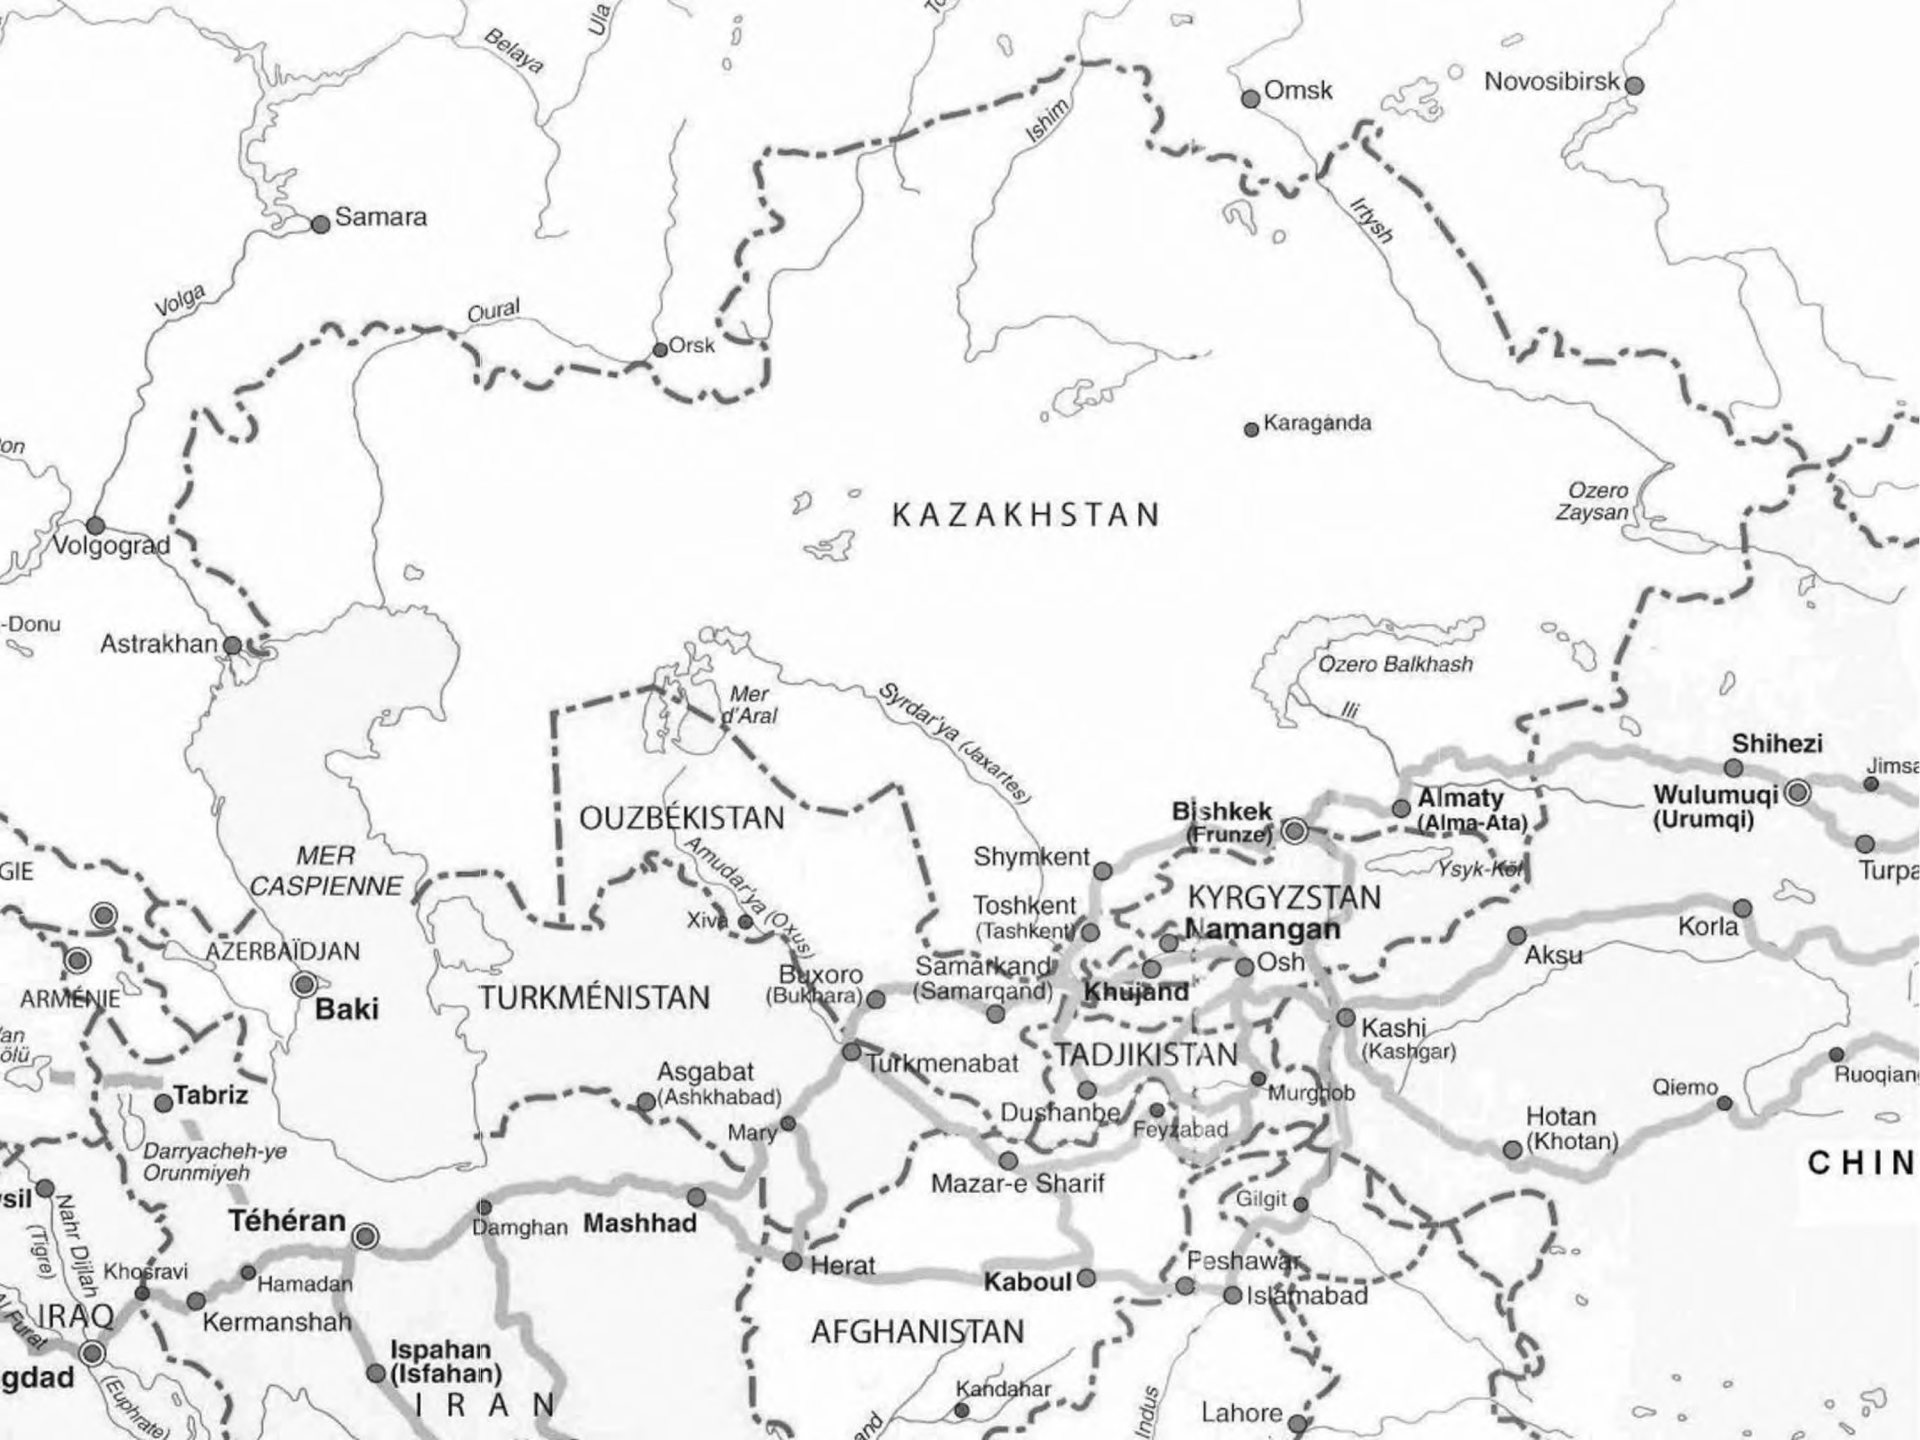 Belaya
Ula
Omsk
Novosibirsk
Ishim
Samara
Irtysh
Volga
Oural
Orsk
Karaganda
KAZAKHSTAN
Ozero
Zaysan
Volgograd
-Donu
Astrakhan
Ozero Balkhash
Ili
Mer
d'Aral
Syrdar'ya (Jaxartes)
Shihezi
Jimsa
Wulumuqi
(Urumqi)
Almaty
(Alma-Ata)
Bishkek
(Frunze)
OUZBÉKISTAN
Amudar'ya (Oxus)
Shymkent
Ysyk-Köl
Turpa
MER
CASPIENNE
GIE
KYRGYZSTAN
Toshkent
(Tashkent)
Namangan
Xiva
Korla
AZERBAÏDJAN
Aksu
Osh
Samarkand
(Samarqand)
Buxoro
(Bukhara)
Khujand
ARMÉNIE
Baki
TURKMÉNISTAN
Kashi
(Kashgar)
TADJIKISTAN
Turkmenabat
Asgabat
(Ashkhabad)
Ruoqiang
Qiemo
Murghob
Tabriz
Dushanbe
Feyzabad
Mary
Hotan
(Khotan)
Darryacheh-ye
Orunmiyeh
CHIN
Mazar-e Sharif
Gilgit
Nahr Dijlah
(Tigre)
Téhéran
Damghan
Mashhad
Khosravi
Hamadan
Herat
Peshawar
Kaboul
Islamabad
IRAQ
Kermanshah
AFGHANISTAN
Al Furat
gdad
(Euphrate)
Ispahan
(Isfahan)
IRAN
Kandahar
Indus
Lahore